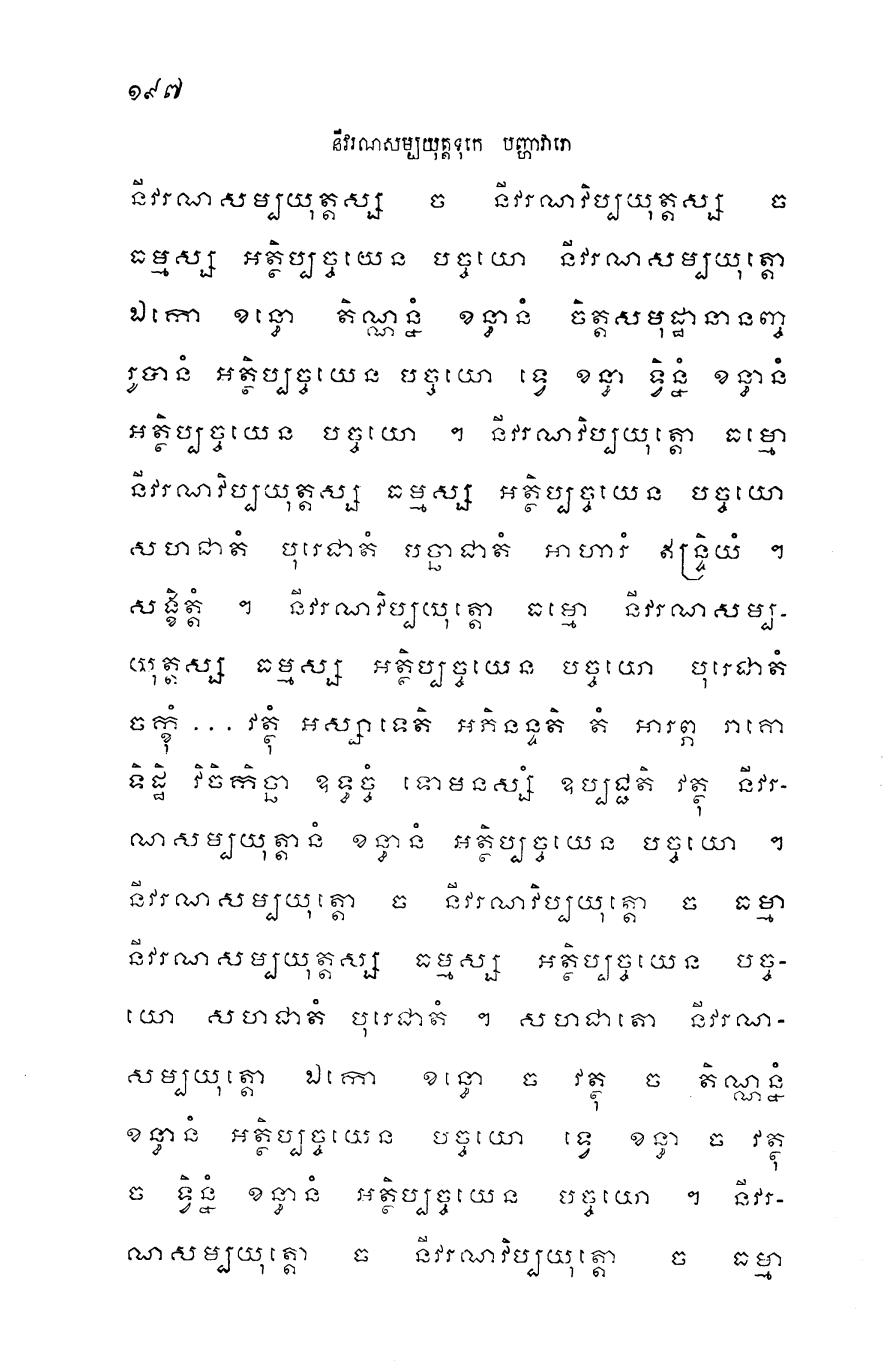 ១៩៧
នីវរណសម្បយុត្តទុកេ បញ្ហាវារោ
នីវរណសម្បយុត្តស្ស ច នីវរណវិប្បយុត្តស្ស ច
ធម្មស្ស អត្ថិប្បច្ចយេន បច្ចយោ នីវរណសម្បយុត្តោ
ឯកោ ខន្ធោ តិណ្ណន្នំ ខន្ធានំ ចិត្តសមុដ្ឋានានញ្ច
រូបានំ អត្ថិប្បច្ចយេន បច្ចយោ ទ្វេ ខន្ធា ទ្វិន្នំ ខន្ធានំ
អត្ថិប្បច្ចយេន បច្ចយោ ។ នីវរណវិប្បយុត្តោ ធម្មោ
នីវរណវិប្បយុត្តស្ស ធម្មស្ស អត្ថិប្បច្ចយេន បច្ចយោ
សហជាតំ បុរេជាតំ បច្ឆាជាតំ អាហារំ ឥន្ទ្រិយំ ។
សង្ខិត្តំ ។ នីវរណវិប្បយុត្តោ ធម្មោ នីវរណសម្ប-
យុត្តស្ស ធម្មស្ស អត្ថិប្បច្ចយេន បច្ចយោ បុរេជាតំ
ចក្ខុំ ... វត្ថុំ អស្សាទេតិ អភិនន្ទតិ តំ អារព្ភ រាគោ
ទិដ្ឋិ វិចិកិច្ឆា ឧទ្ធច្ចំ ទោមនស្សំ ឧប្បជ្ជតិ វត្ថុ នីវរ-
ណសម្បយុត្តានំ ខន្ធានំ អត្ថិប្បច្ចយេន បច្ចយោ ។
នីវរណសម្បយុត្តោ ច នីវរណវិប្បយុត្តោ ច ធម្មា
នីវរណសម្បយុត្តស្ស ធម្មស្ស អត្ថិប្បច្ចយេន បច្ច-
យោ សហជាតំ បុរេជាតំ ។ សហជាតោ នីវរណ-
សម្បយុត្តោ ឯកោ ខន្ធោ ច វត្ថុ ច តិណ្ណន្នំ
ខន្ធានំ អត្ថិប្បច្ចយេន បច្ចយោ ទ្វេ ខន្ធា ច វត្ថុ
ច ទ្វិន្នំ ខន្ធានំ អត្ថិប្បច្ចយេន បច្ចយោ ។ នីវរ-
ណសម្បយុត្តោ ច នីវរណវិប្បយុត្តោ ច ធម្មា